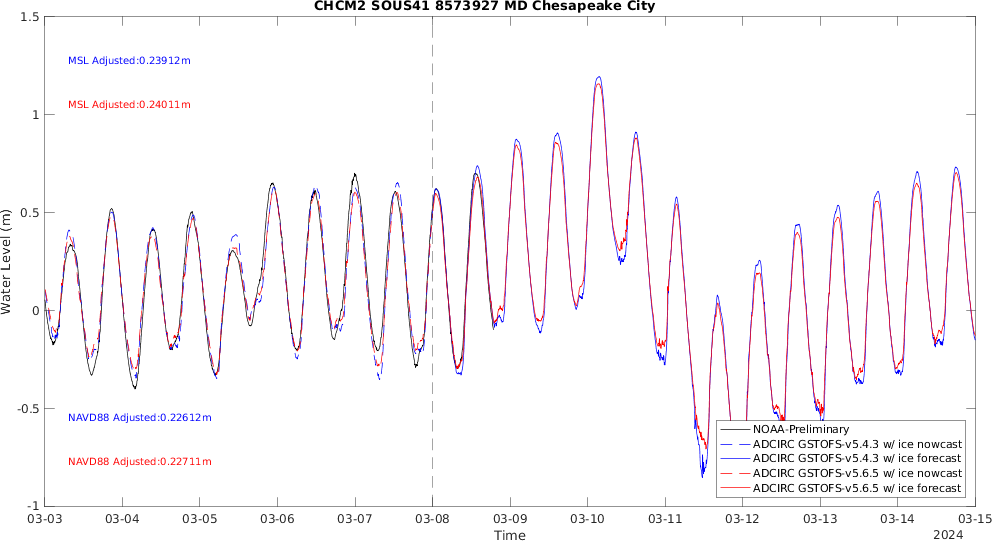 CHCM2 SOUS41 8573927 MD Chesapeake City
1.5
MSL Adjusted:0.23912m
MSL Adjusted:0.24011m
1
0.5
Water Level (m)
0
-0.5
NAVD88 Adjusted:0.22612m
NAVD88 Adjusted:0.22711m
NOAA-Preliminary
ADCIRC GSTOFS-v5.4.3 w/ ice nowcast
ADCIRC GSTOFS-v5.4.3 w/ ice forecast
ADCIRC GSTOFS-v5.6.5 w/ ice nowcast
ADCIRC GSTOFS-v5.6.5 w/ ice forecast
-1
03-03 03-04 03-05 03-06 03-07 03-08 03-09 03-10 03-11 03-12 03-13 03-14 03-15
Time
2024